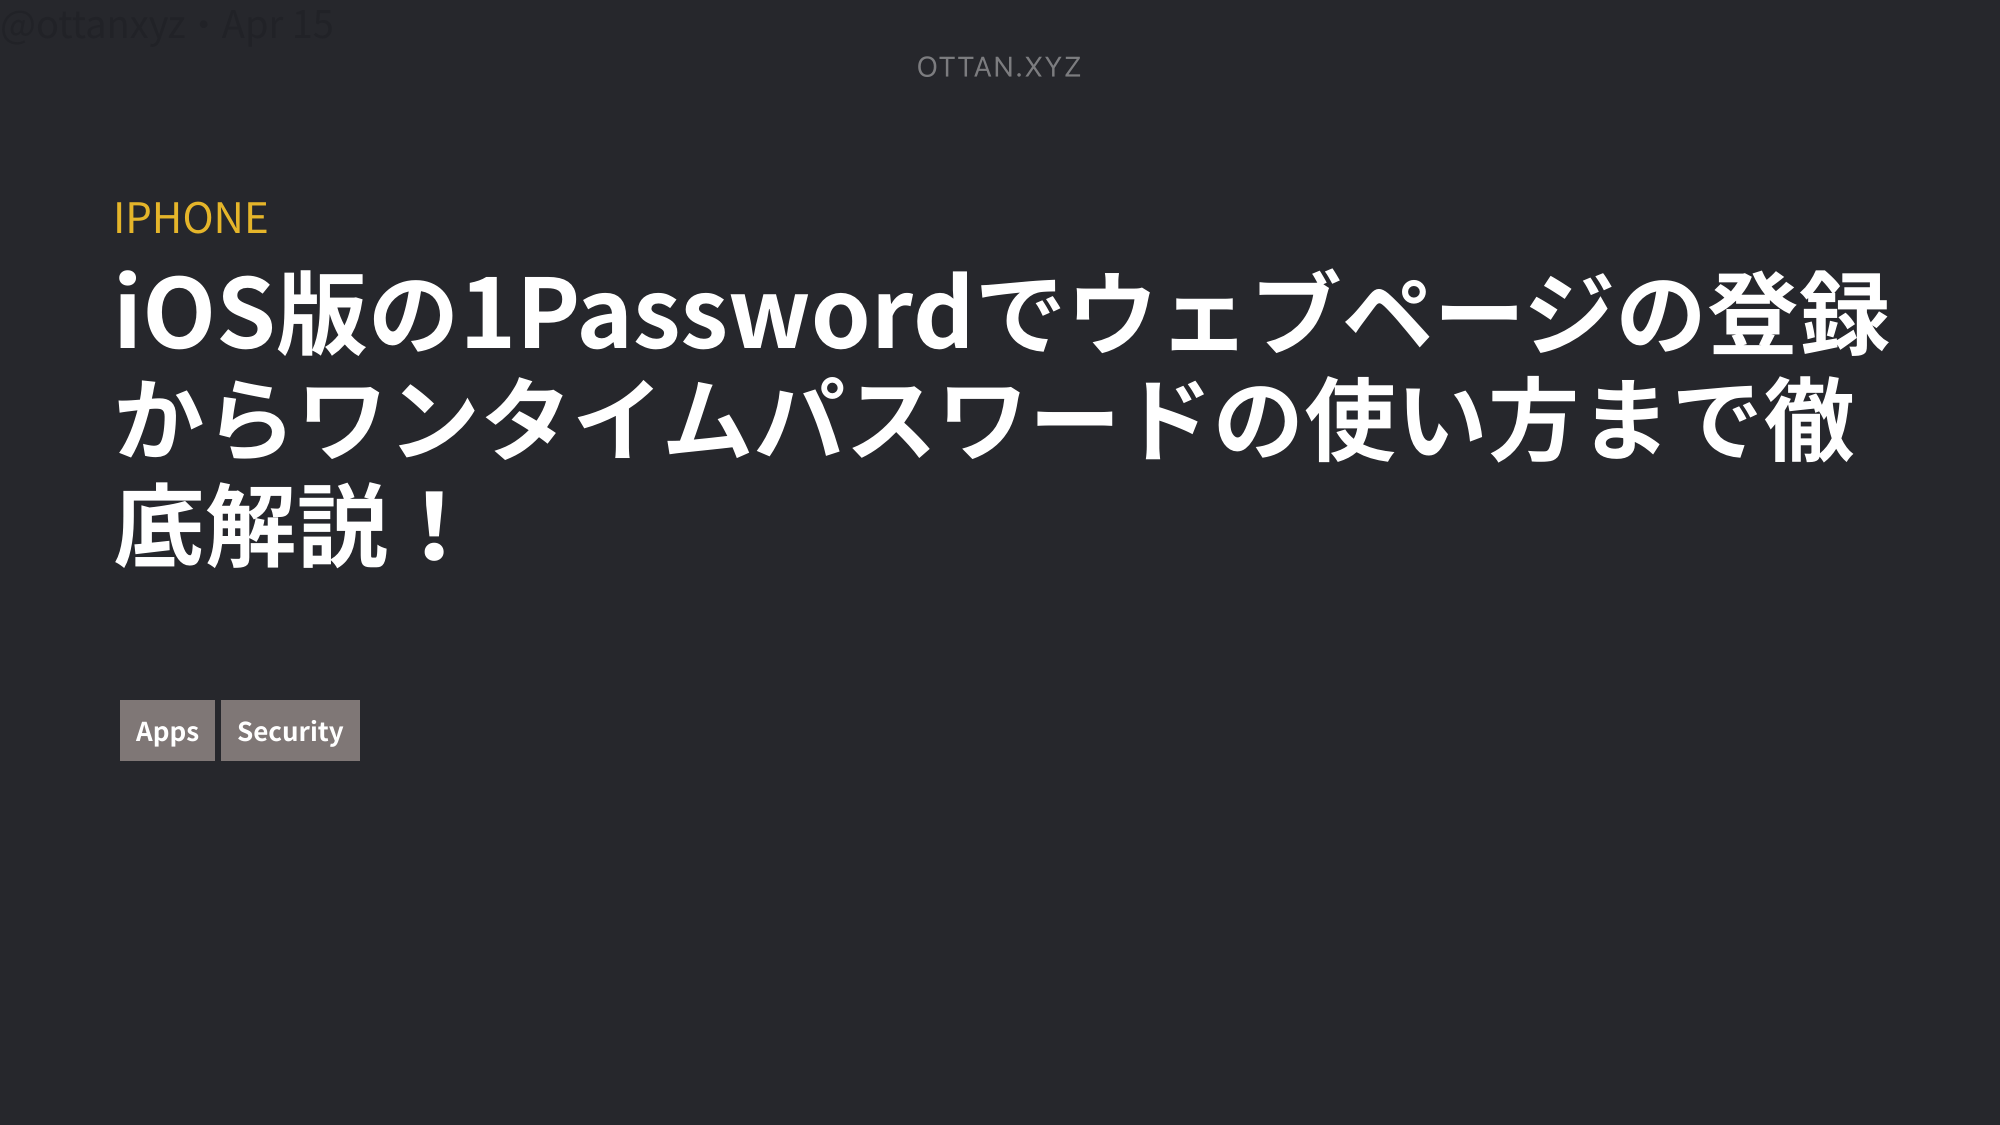 @ottanxyz・Apr 15
OTTAN.XYZ
IPHONE
iOS版の1Passwordでウェブページの登録
からワンタイムパスワードの使い方まで徹
底解説！
Apps Security